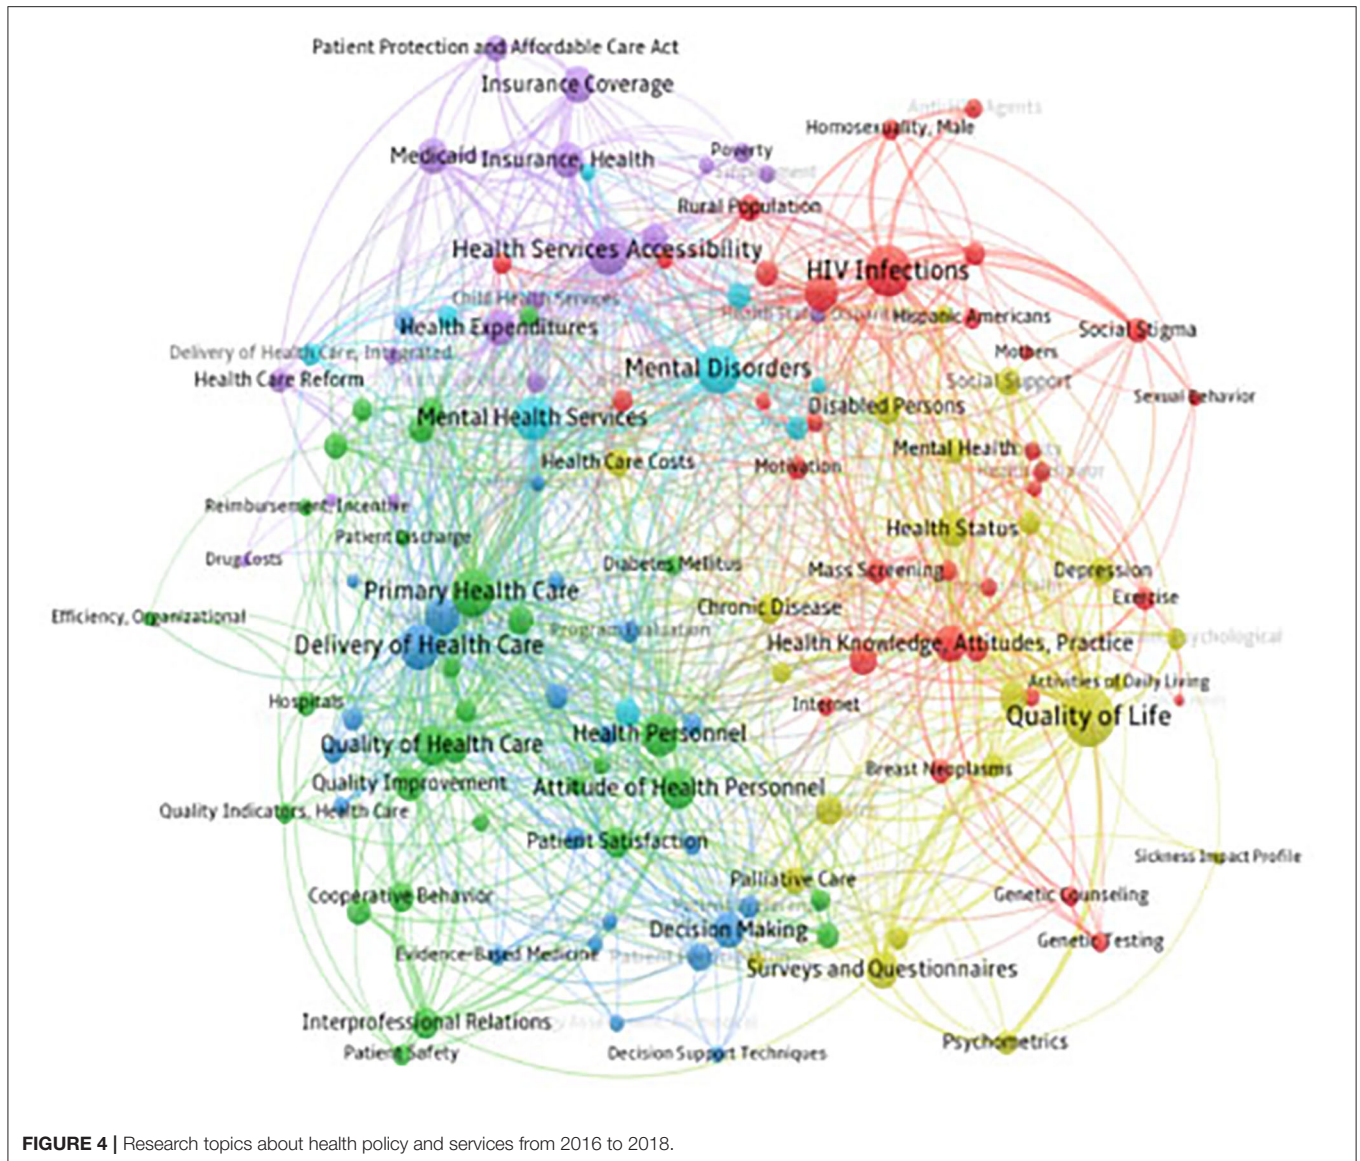 Patient Protection and Affordable Care Act
Insurance Coverage
Homosexuality, Male
Medicaid
Insurance, Health
Poverty
Rural Population
Health Services Accessibility
HIV Infections
Child Health Services
Hispanic Americans
Health Expenditures
Social Stigma
Delivery of Health Care, Integrated
Mothers
Mental Disorders
Health Care Reform
Social Support
Sexual Behavior
Disabled Persons
Mental Health Services
Mental Health
Health Care Costs
Motivation
Reimbursement, Incentive
Health Status
Patient Discharge
Drug Costs
Diabetes Mellitus
Mass Screening
Depression
Primary Health Care
Exercise
Chronic Disease
Efficiency, Organizational
Program Evaluation
Psychological
Delivery of Health Care
Health Knowledge, Attitudes, Practice
Activities of Daily Living
Hospitals
Internet
Quality of Life
Health Personnel
Quality of Health Care
Breast Neoplasms
Quality Improvement
Attitude of Health Personnel
Quality Indicators, Health Care
Patient Satisfaction
Sickness Impact Profile
Palliative Care
Cooperative Behavior
Genetic Counseling
Decision Making
Genetic Testing
Evidence-Based Medicine
Surveys and Questionnaires
Interprofessional Relations
Psychometrics
Patient Safety
Decision Support Techniques
FIGURE 4 | Research topics about health policy and services from 2016 to 2018.